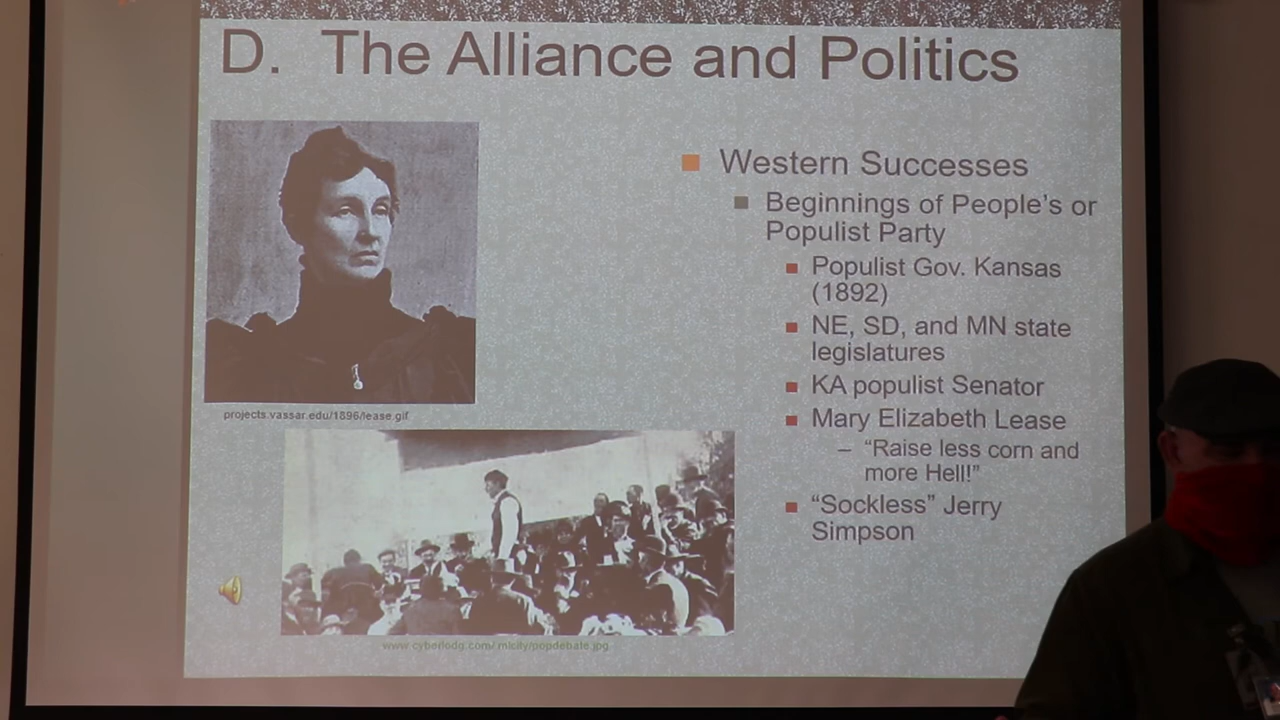 D. The Alliance and Politics
Western Successes
Beginnings of People's or
Populist Party
Populist Gov. Kansas
(1892)
NE, SD, and MN state
legislatures
KA populist Senator
Mary Elizabeth Lease
– "Raise less corn and
more Hell!"
"Sockless" Jerry
Simpson
projects.vassar.edu/1896/lease.gif